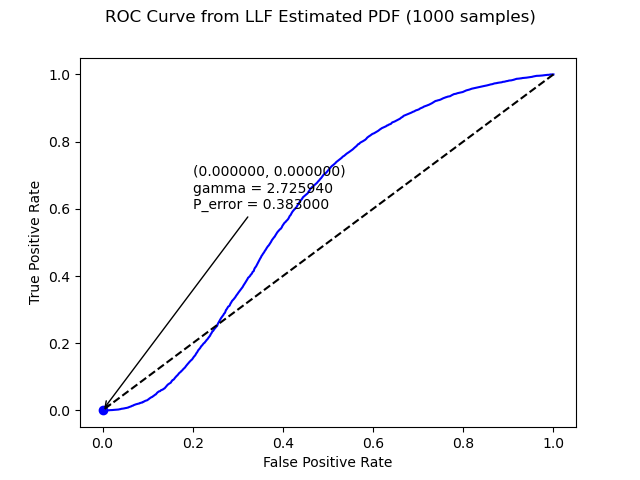 ROC Curve from LLF Estimated PDF (1000 samples)
1.0
0.8
0.6
0.4
0.2
0.0
True Positive Rate
(0.000000, 0.000000)
gamma = 2.725940
P_error = 0.383000
0.0 0.2 0.4 0.6 0.8 1.0
False Positive Rate